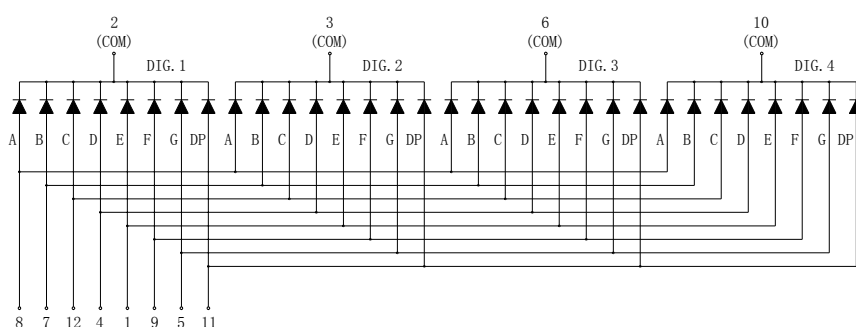 2 3 6 10
(COM) (COM) (COM) (COM)
DIG.1 DIG.2 DIG.3 DIG.4
A B C D E F G DP A B C D E F G DP A B C D E F G DP A B C D E F G DP
8 7 12 4 1 9 5 11